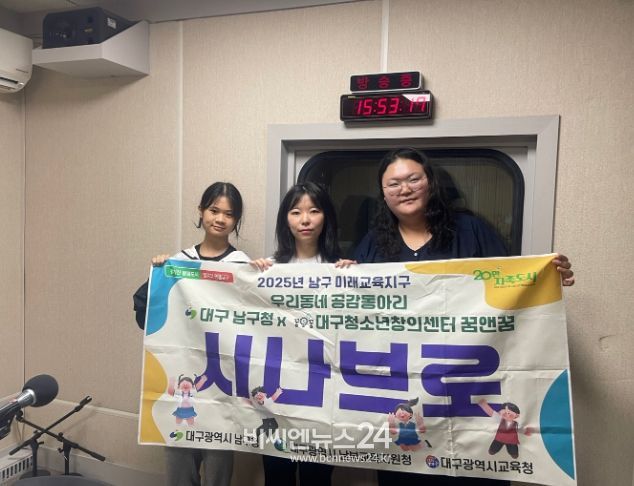 방송중
15:53:17
2025년 남구 미래교육지구
20만 자족도시
우리동네 공감동아리
대구 남구청 X 대구청소년창의센터 꿈앤꿈
시나브로
대구광역시 남구청
대구광역시교육청
비씨엔뉴스24
www.bcnnews24.kr